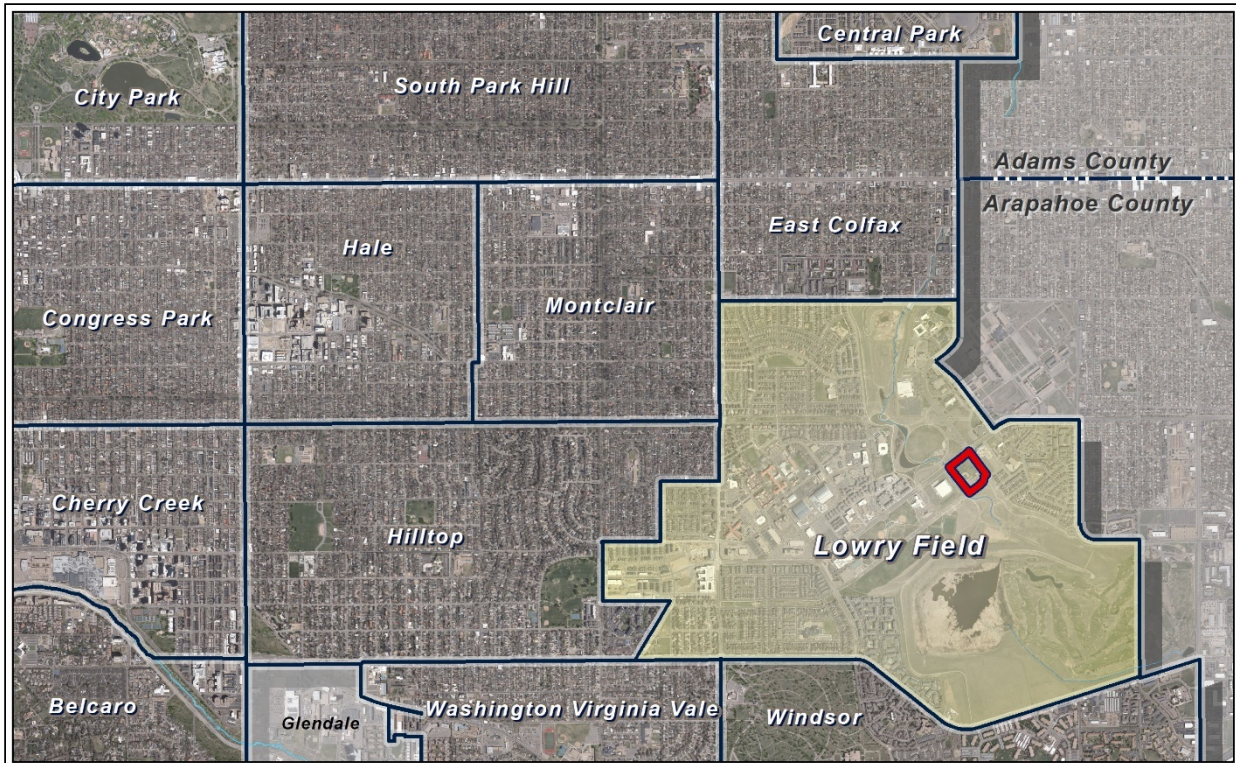 Central Park
City Park
South Park Hill
Adams County
Arapahoe County
East Colfax
Hale
Montclair
Congress Park
Cherry Creek
Hilltop
Lowry Field
Belcaro
Glendale
Washington Virginia Vale
Windsor